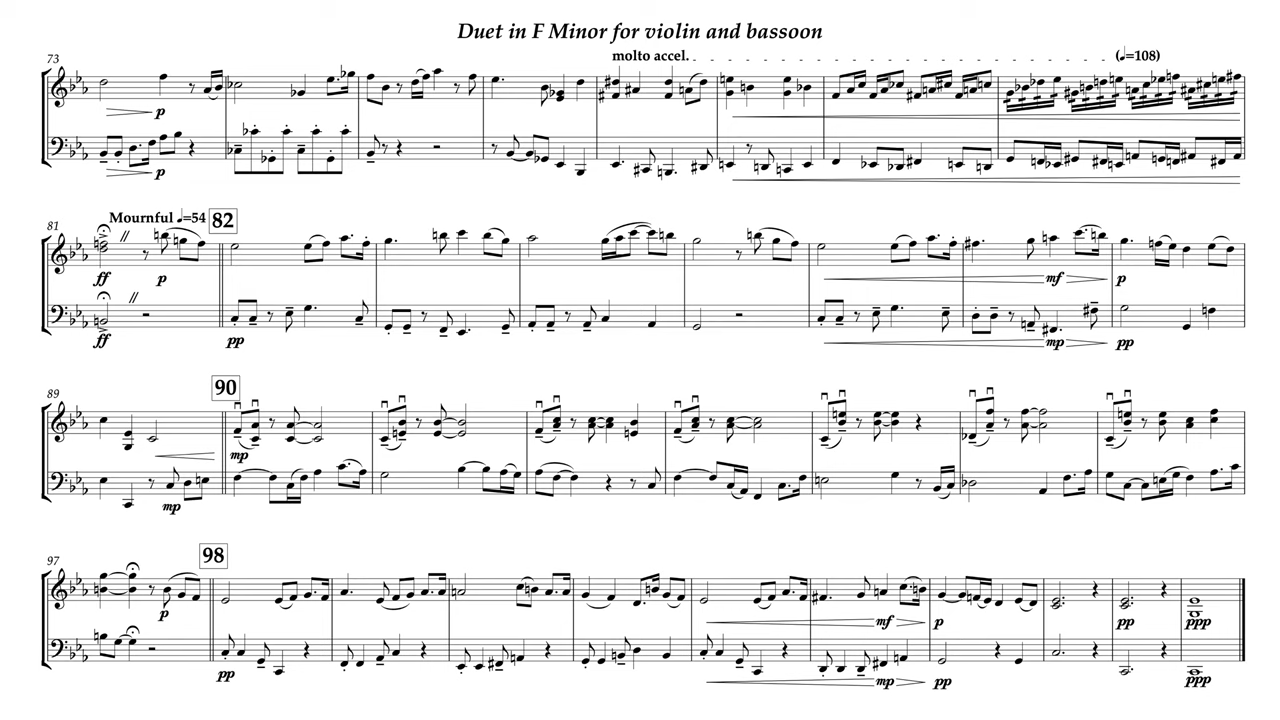 Duet in F Minor for violin and bassoon
molto accel. (♩=108)
73
p
p
Mournful ♩=54 82
81
ff p
ff pp
mf p
mp pp
90
89
mp
mp
98
97
p mf p pp ppp
pp mp pp ppp